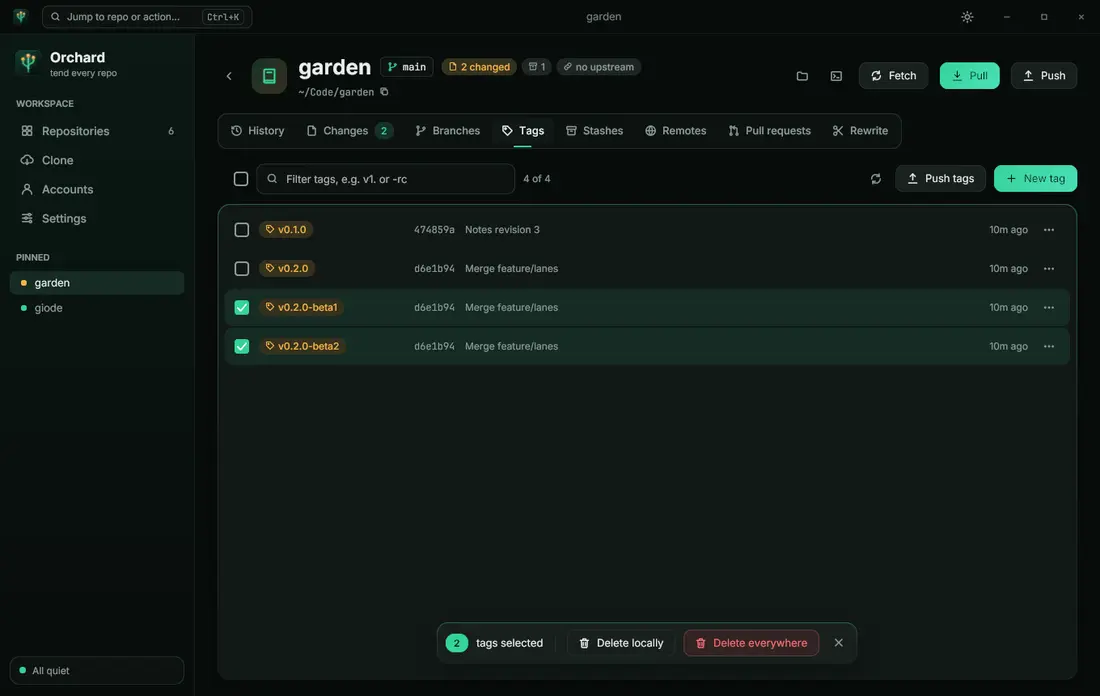 Jump to repo or action... Ctrl+K
garden
Orchard
tend every repo
WORKSPACE
Repositories 6
Clone
Accounts
Settings
PINNED
garden
giode
All quiet
garden main 2 changed 1 no upstream
~/Code/garden
Fetch Pull Push
History Changes 2 Branches Tags Stashes Remotes Pull requests Rewrite
Filter tags, e.g. v1. or -rc 4 of 4 Push tags New tag
v0.1.0 474859a Notes revision 3 10m ago
v0.2.0 d6e1b94 Merge feature/lanes 10m ago
v0.2.0-beta1 d6e1b94 Merge feature/lanes 10m ago
v0.2.0-beta2 d6e1b94 Merge feature/lanes 10m ago
2 tags selected Delete locally Delete everywhere